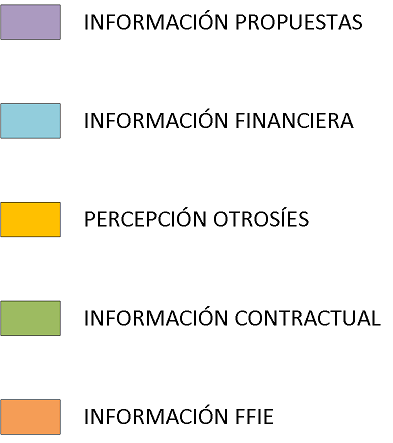 INFORMACIÓN PROPUESTAS
INFORMACIÓN FINANCIERA
PERCEPCIÓN OTROSÍES
INFORMACIÓN CONTRACTUAL
INFORMACIÓN FFIE